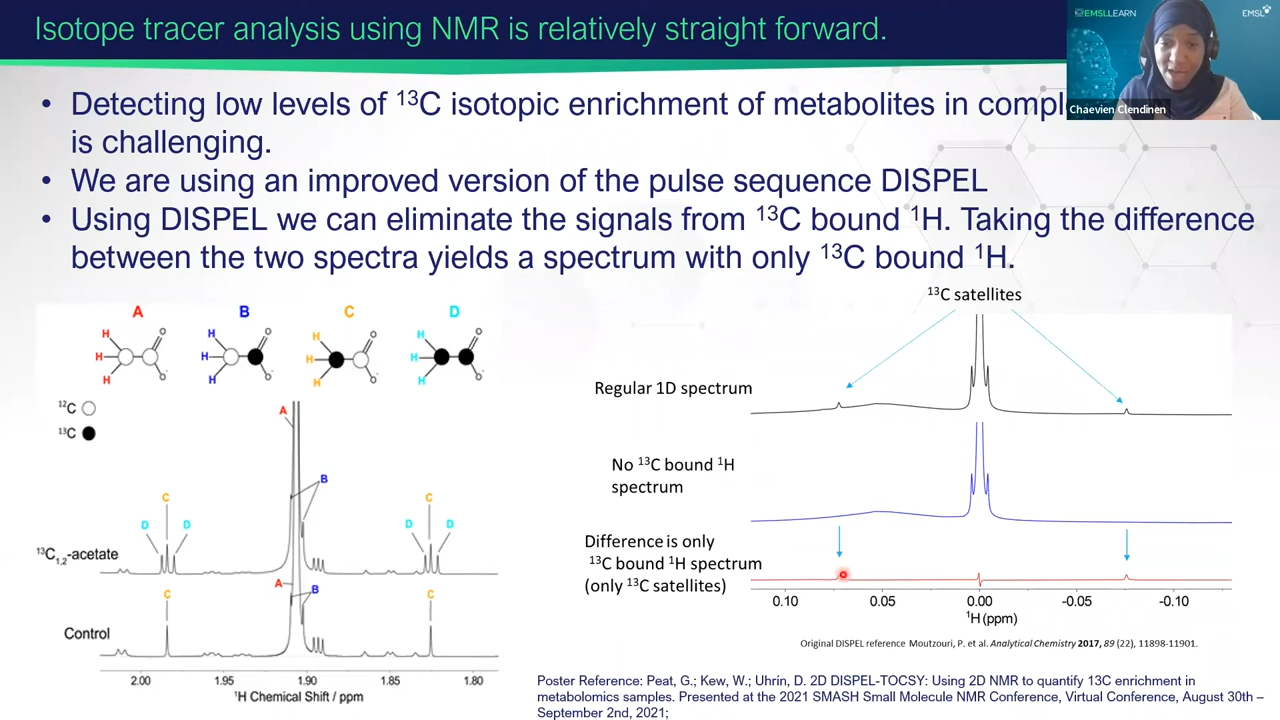 Isotope tracer analysis using NMR is relatively straight forward.
EMSLLEARN
EMSL
Chaevien Clendinen
• Detecting low levels of ¹³C isotopic enrichment of metabolites in
is challenging.
• We are using an improved version of the pulse sequence DISPEL
• Using DISPEL we can eliminate the signals from ¹³C bound ¹H. Taking the difference
between the two spectra yields a spectrum with only ¹³C bound ¹H.
A B C D
H H H O O⁻
H H H O O⁻
H H H O O⁻
H H H O O⁻
¹²C
¹³C
A
B
C C
D D D D
¹³C₁,₂-acetate
A B
C C
Control
2.00 1.95 1.90 1.85 1.80
¹H Chemical Shift / ppm
¹³C satellites
Regular 1D spectrum
No ¹³C bound ¹H
spectrum
Difference is only
¹³C bound ¹H spectrum
(only ¹³C satellites)
0.10 0.05 0.00 -0.05 -0.10
¹H (ppm)
Original DISPEL reference Moutzouri, P. et al. Analytical Chemistry 2017, 89 (22), 11898-11901.
Poster Reference: Peat, G.; Kew, W.; Uhrín, D. 2D DISPEL-TOCSY: Using 2D NMR to quantify 13C enrichment in
metabolomics samples. Presented at the 2021 SMASH Small Molecule NMR Conference, Virtual Conference, August 30th –
September 2nd, 2021;